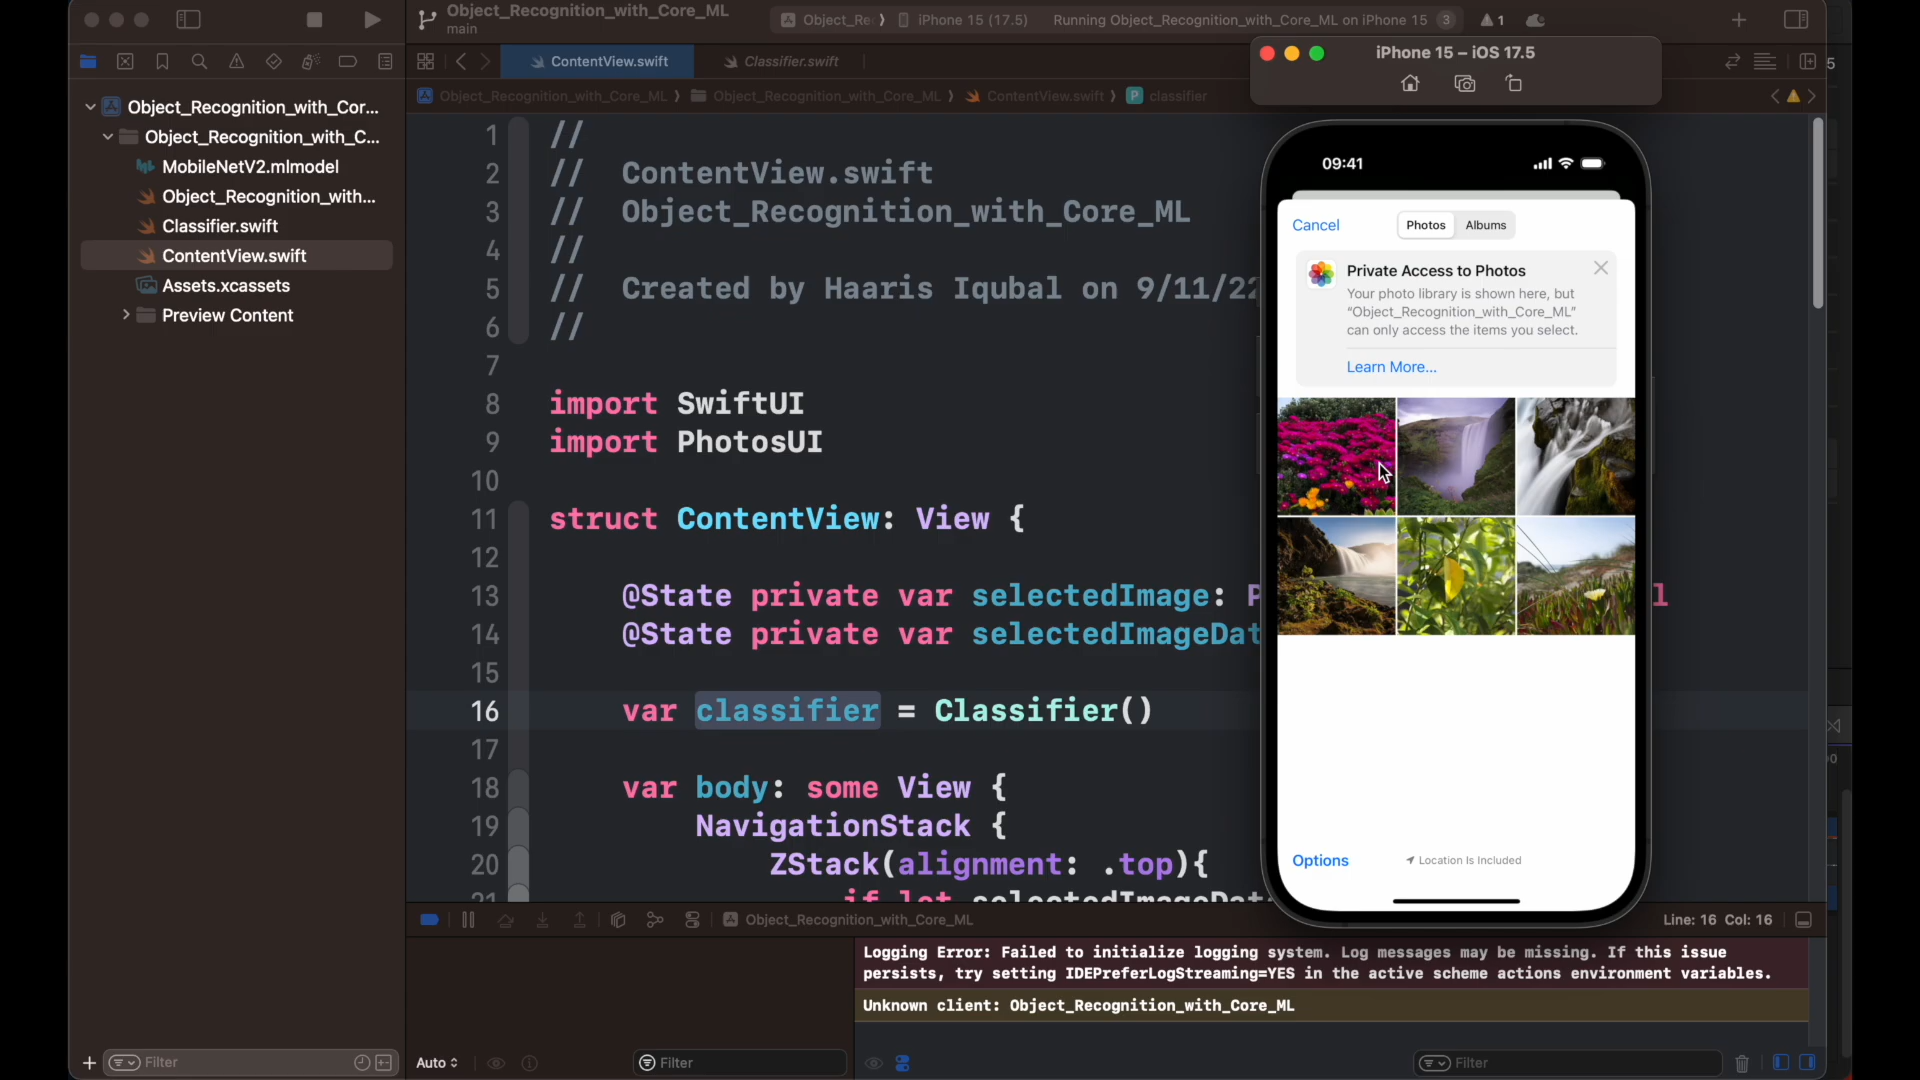 Object_Recognition_with_Core_ML
main
Object_Re
iPhone 15 (17.5)
Running Object_Recognition_with_Core_ML on iPhone 15
3
1
ContentView.swift
Classifier.swift
5
Object_Recognition_with_Core_ML
Object_Recognition_with_Core_ML
ContentView.swift
P
classifier
Object_Recognition_with_Cor...
Object_Recognition_with_C...
MobileNetV2.mlmodel
Object_Recognition_with...
Classifier.swift
ContentView.swift
Assets.xcassets
Preview Content
1 //
2 // ContentView.swift
3 // Object_Recognition_with_Core_ML
4 //
5 // Created by Haaris Iqubal on 9/11/22
6 //
7
8 import SwiftUI
9 import PhotosUI
10
11 struct ContentView: View {
12
13 @State private var selectedImage: P
l
14 @State private var selectedImageDat
15
16 var classifier = Classifier()
17
18 var body: some View {
19 NavigationStack {
20 ZStack(alignment: .top){
21 if let selectedImageDat
iPhone 15 – iOS 17.5
09:41
Cancel
Photos
Albums
Private Access to Photos
Your photo library is shown here, but
“Object_Recognition_with_Core_ML”
can only access the items you select.
Learn More...
Options
Location Is Included
Object_Recognition_with_Core_ML
Line: 16 Col: 16
Logging Error: Failed to initialize logging system. Log messages may be missing. If this issue
persists, try setting IDEPreferLogStreaming=YES in the active scheme actions environment variables.
Unknown client: Object_Recognition_with_Core_ML
Filter
Auto
Filter
Filter